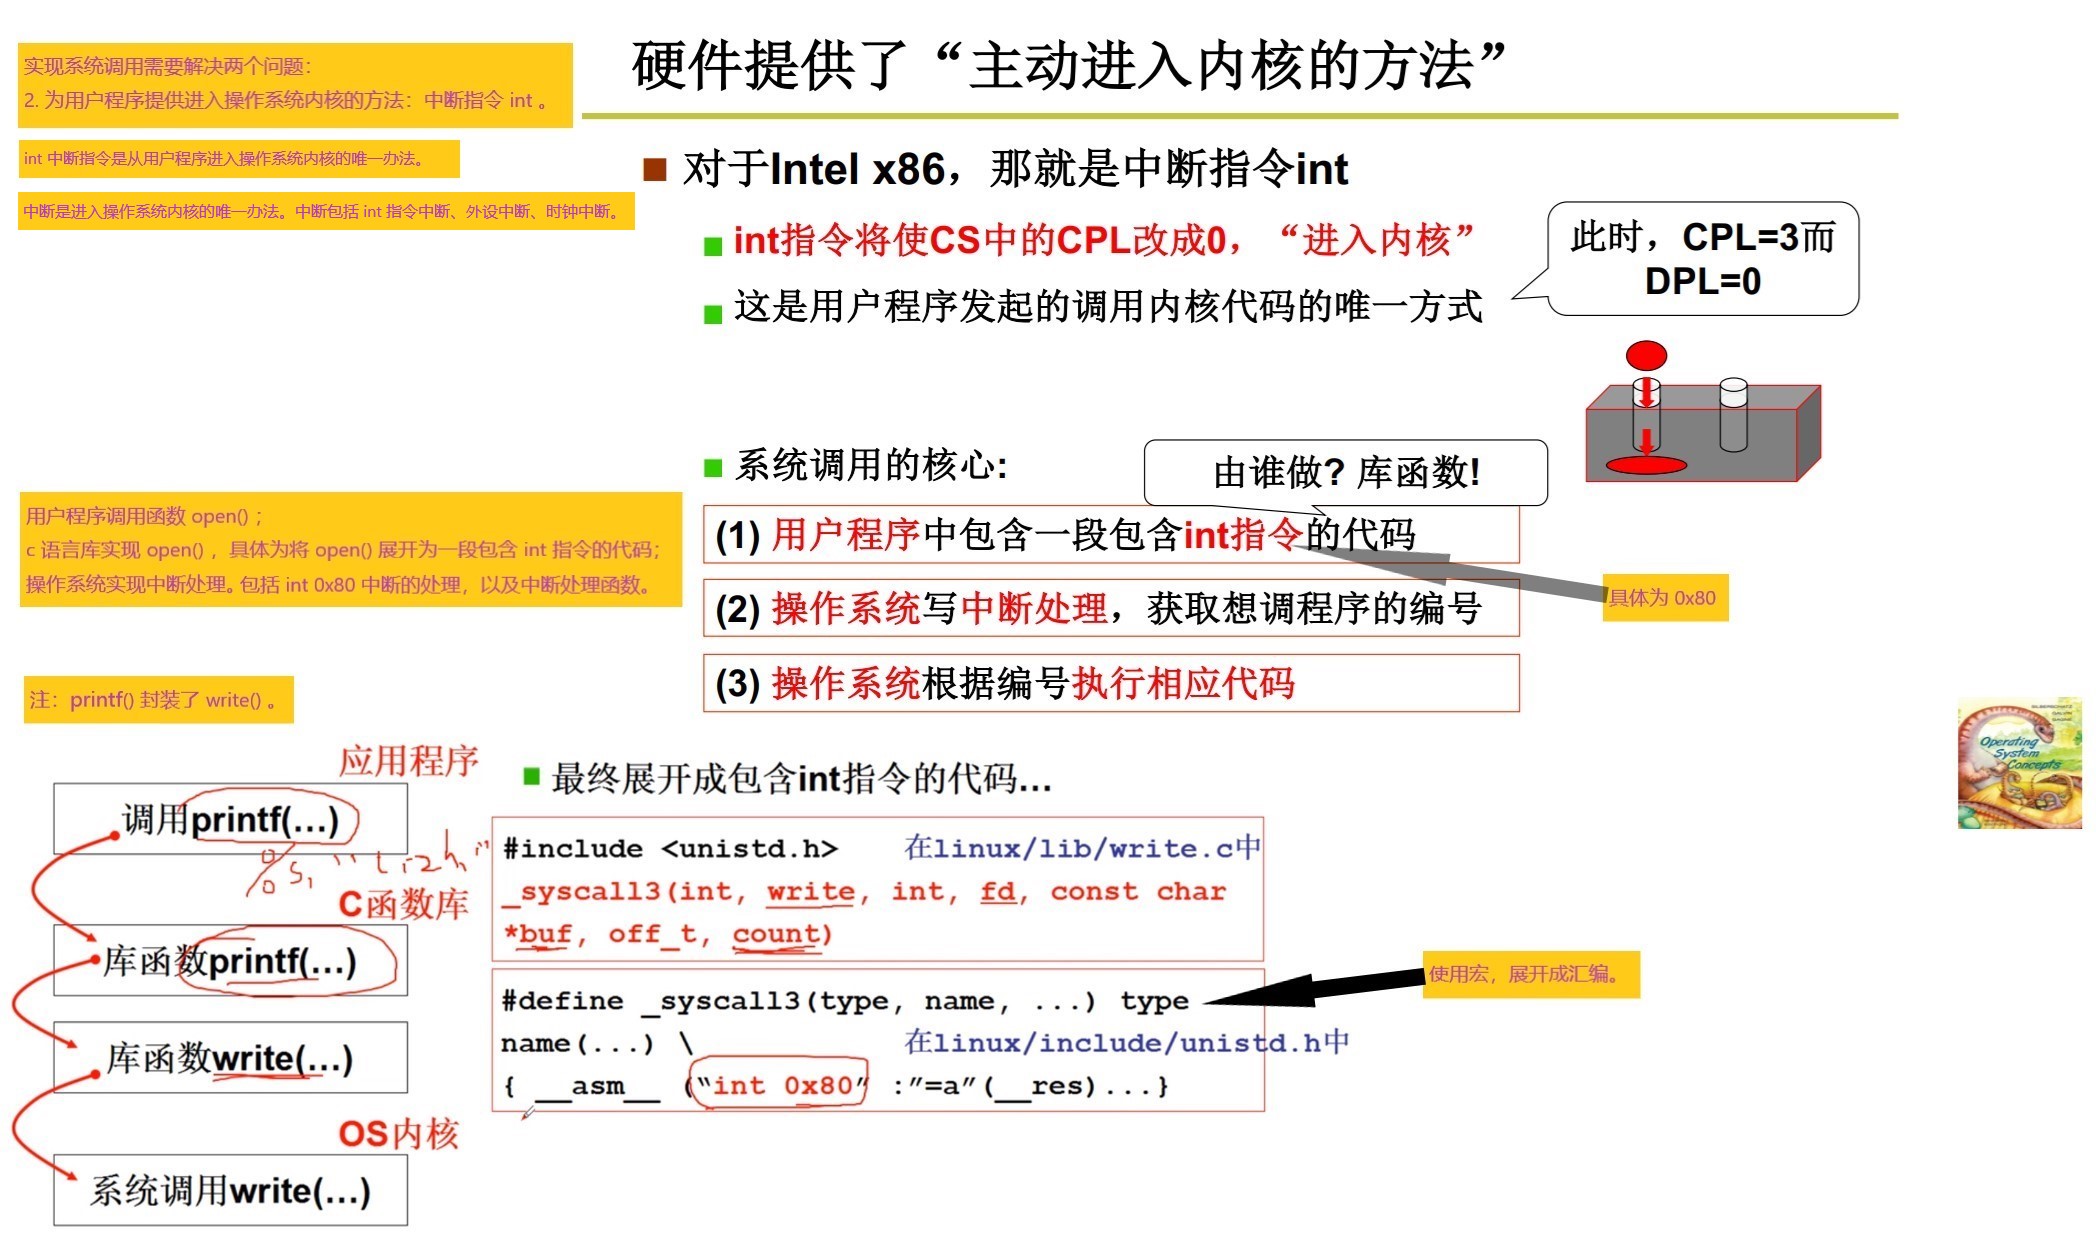 硬件提供了“主动进入内核的方法”
实现系统调用需要解决两个问题：
2. 为用户程序提供进入操作系统内核的方法：中断指令 int 。
int 中断指令是从用户程序进入操作系统内核的唯一办法。
中断是进入操作系统内核的唯一办法。中断包括 int 指令中断、外设中断、时钟中断。
对于Intel x86，那就是中断指令int
int指令将使CS中的CPL改成0，“进入内核”
这是用户程序发起的调用内核代码的唯一方式
此时，CPL=3而
DPL=0
系统调用的核心:
由谁做? 库函数!
(1) 用户程序中包含一段包含int指令的代码
(2) 操作系统写中断处理，获取想调程序的编号
(3) 操作系统根据编号执行相应代码
具体为 0x80
用户程序调用函数 open() ；
c 语言库实现 open() ，具体为将 open() 展开为一段包含 int 指令的代码；
操作系统实现中断处理。包括 int 0x80 中断的处理，以及中断处理函数。
注：printf() 封装了 write() 。
应用程序
调用printf(…)
C函数库
库函数printf(…)
库函数write(…)
OS内核
系统调用write(…)
最终展开成包含int指令的代码…
#include <unistd.h> 在linux/lib/write.c中
_syscall3(int, write, int, fd, const char
*buf, off_t, count)
#define _syscall3(type, name, ...) type
name(...) \ 在linux/include/unistd.h中
{ __asm__ (“int 0x80” :”=a”(__res)...}
使用宏，展开成汇编。
Operating
System
Concepts